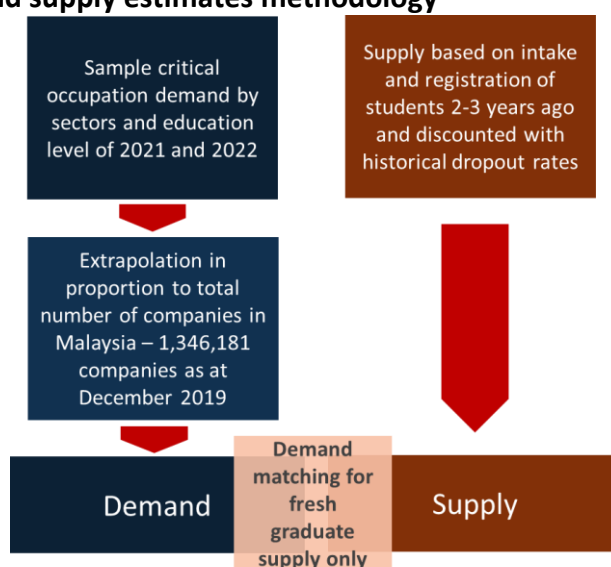 d supply estimates methodology
Sample critical
occupation demand by
sectors and education
level of 2021 and 2022
Supply based on intake
and registration of
students 2-3 years ago
and discounted with
historical dropout rates
Extrapolation in
proportion to total
number of companies in
Malaysia – 1,346,181
companies as at
December 2019
Demand
Demand
matching for
fresh
graduate
supply only
Supply